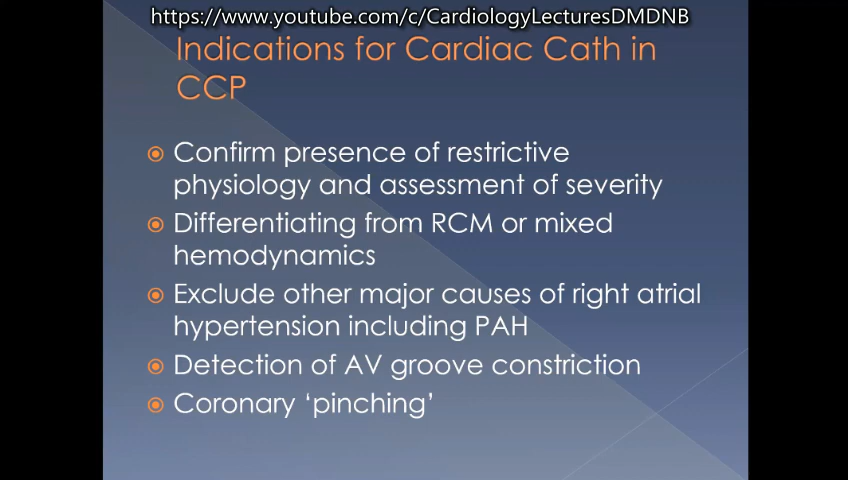 https://www.youtube.com/c/CardiologyLecturesDMDNB
Indications for Cardiac Cath in
CCP
Confirm presence of restrictive
physiology and assessment of severity
Differentiating from RCM or mixed
hemodynamics
Exclude other major causes of right atrial
hypertension including PAH
Detection of AV groove constriction
Coronary ‘pinching’